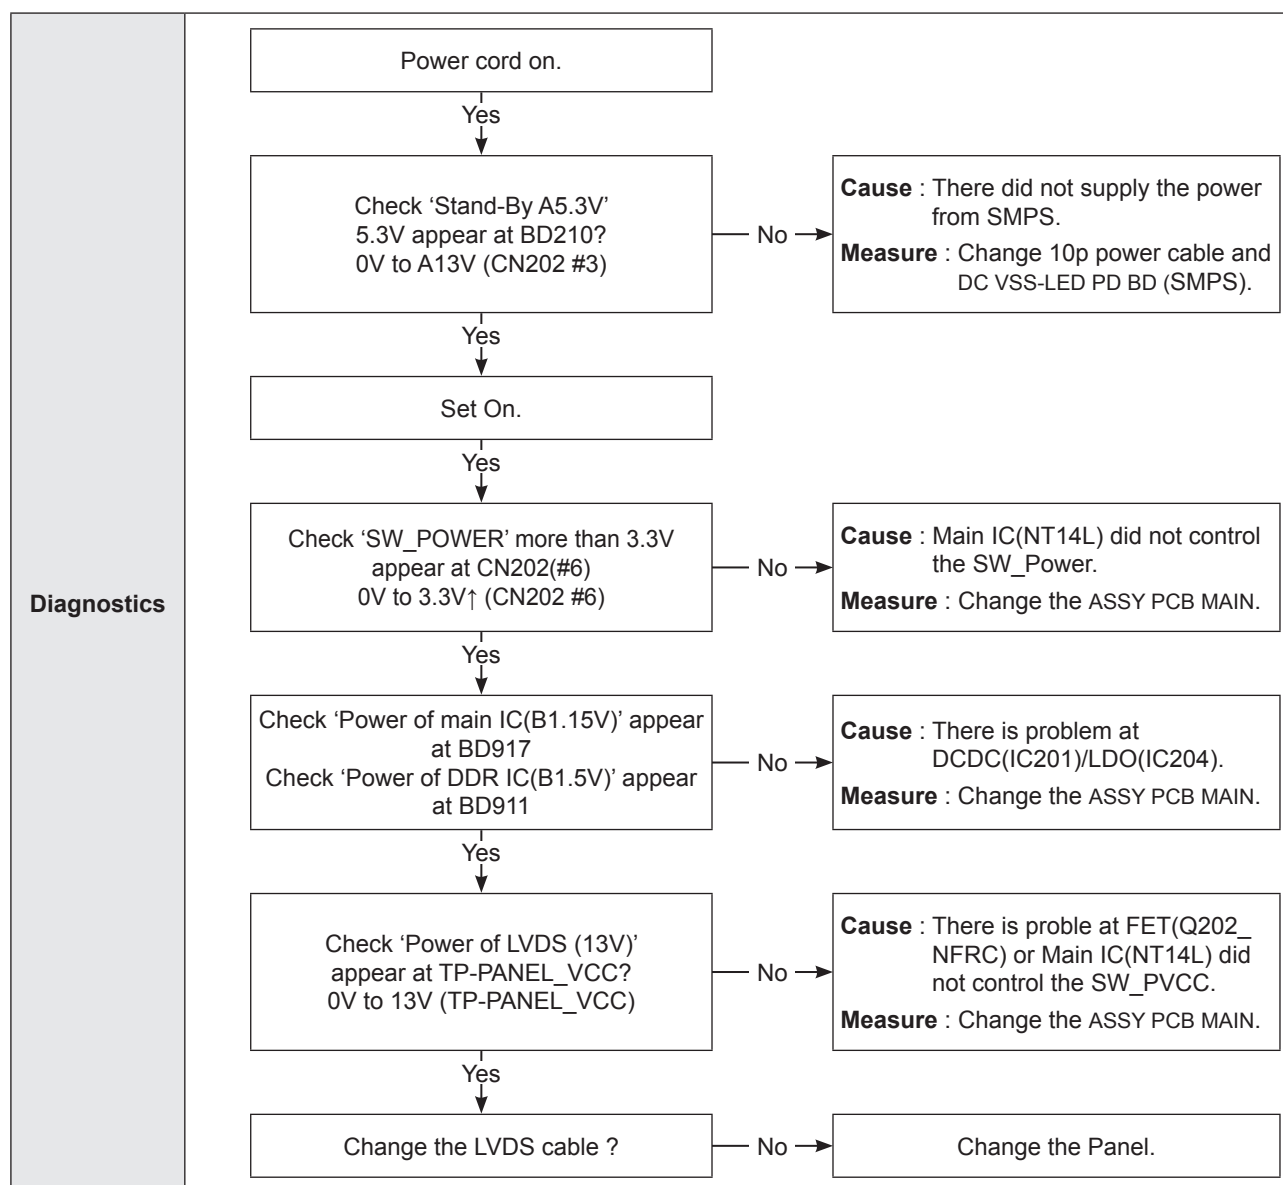 Diagnostics
Power cord on.
Yes
Check ‘Stand-By A5.3V’
5.3V appear at BD210?
0V to A13V (CN202 #3)
No
Cause : There did not supply the power
from SMPS.
Measure : Change 10p power cable and
DC VSS-LED PD BD (SMPS).
Yes
Set On.
Yes
Check ‘SW_POWER’ more than 3.3V
appear at CN202(#6)
0V to 3.3V↑ (CN202 #6)
No
Cause : Main IC(NT14L) did not control
the SW_Power.
Measure : Change the ASSY PCB MAIN.
Yes
Check ‘Power of main IC(B1.15V)’ appear
at BD917
Check ‘Power of DDR IC(B1.5V)’ appear
at BD911
No
Cause : There is problem at
DCDC(IC201)/LDO(IC204).
Measure : Change the ASSY PCB MAIN.
Yes
Check ‘Power of LVDS (13V)’
appear at TP-PANEL_VCC?
0V to 13V (TP-PANEL_VCC)
No
Cause : There is proble at FET(Q202_
NFRC) or Main IC(NT14L) did
not control the SW_PVCC.
Measure : Change the ASSY PCB MAIN.
Yes
Change the LVDS cable ?
No
Change the Panel.